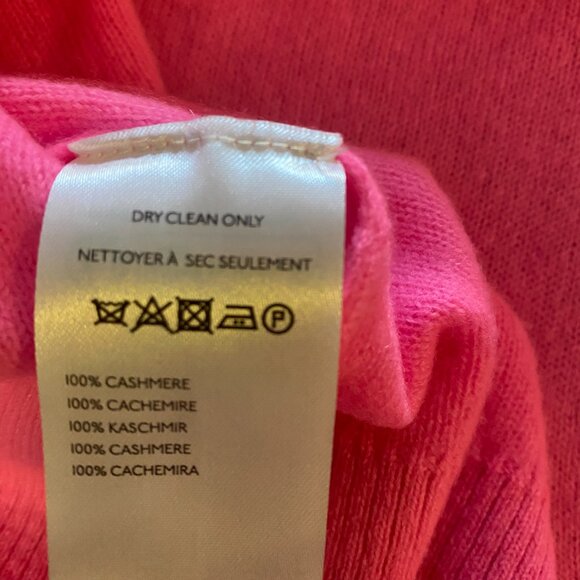 DRY CLEAN ONLY
NETTOYER À SEC SEULEMENT
P
100% CASHMERE
100% CACHEMIRE
100% KASCHMIR
100% CASHMERE
100% CACHEMIRA